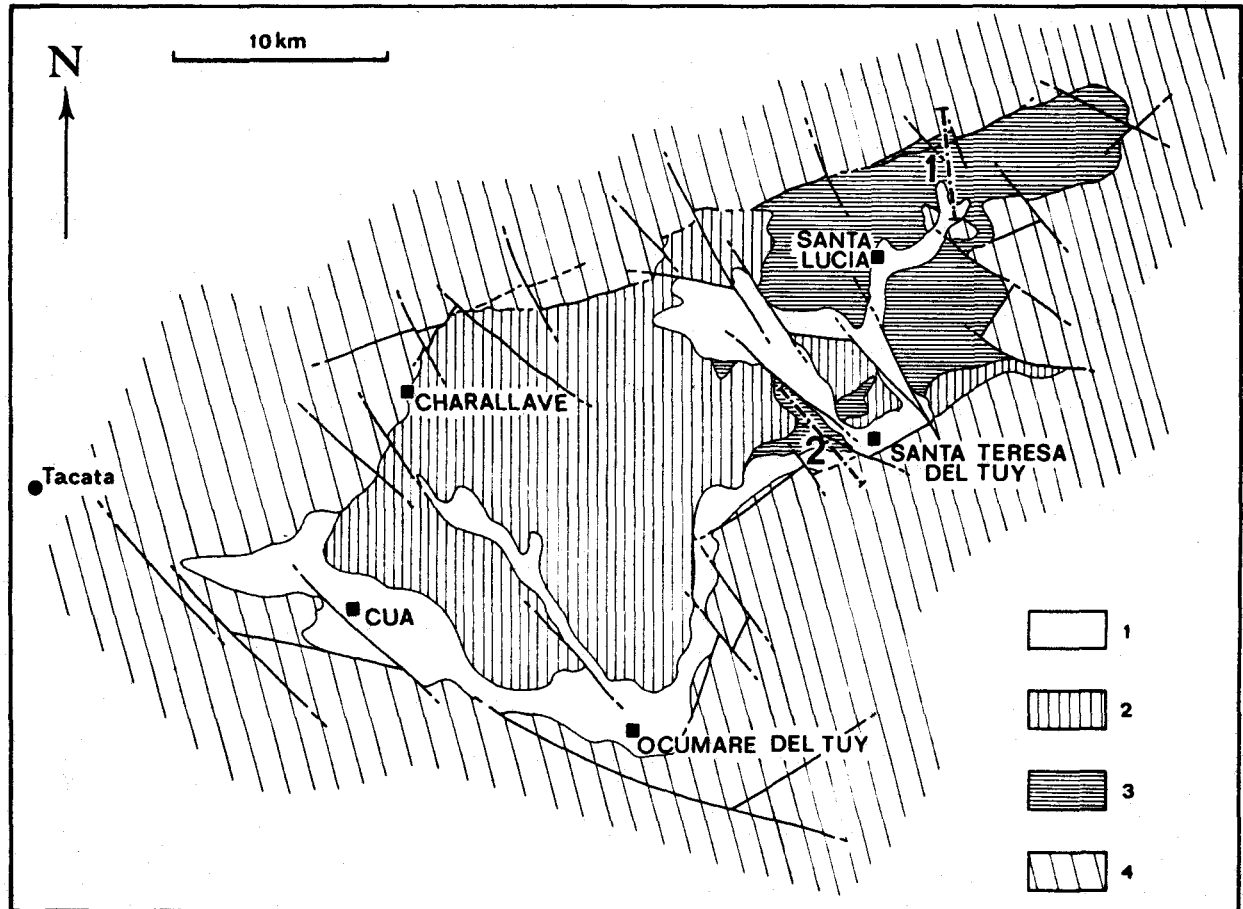 10 km
N
1
SANTA
LUCIA
CHARALLAVE
2
SANTA TERESA
DEL TUY
Tacata
CUA
OCUMARE DEL TUY
1
2
3
4